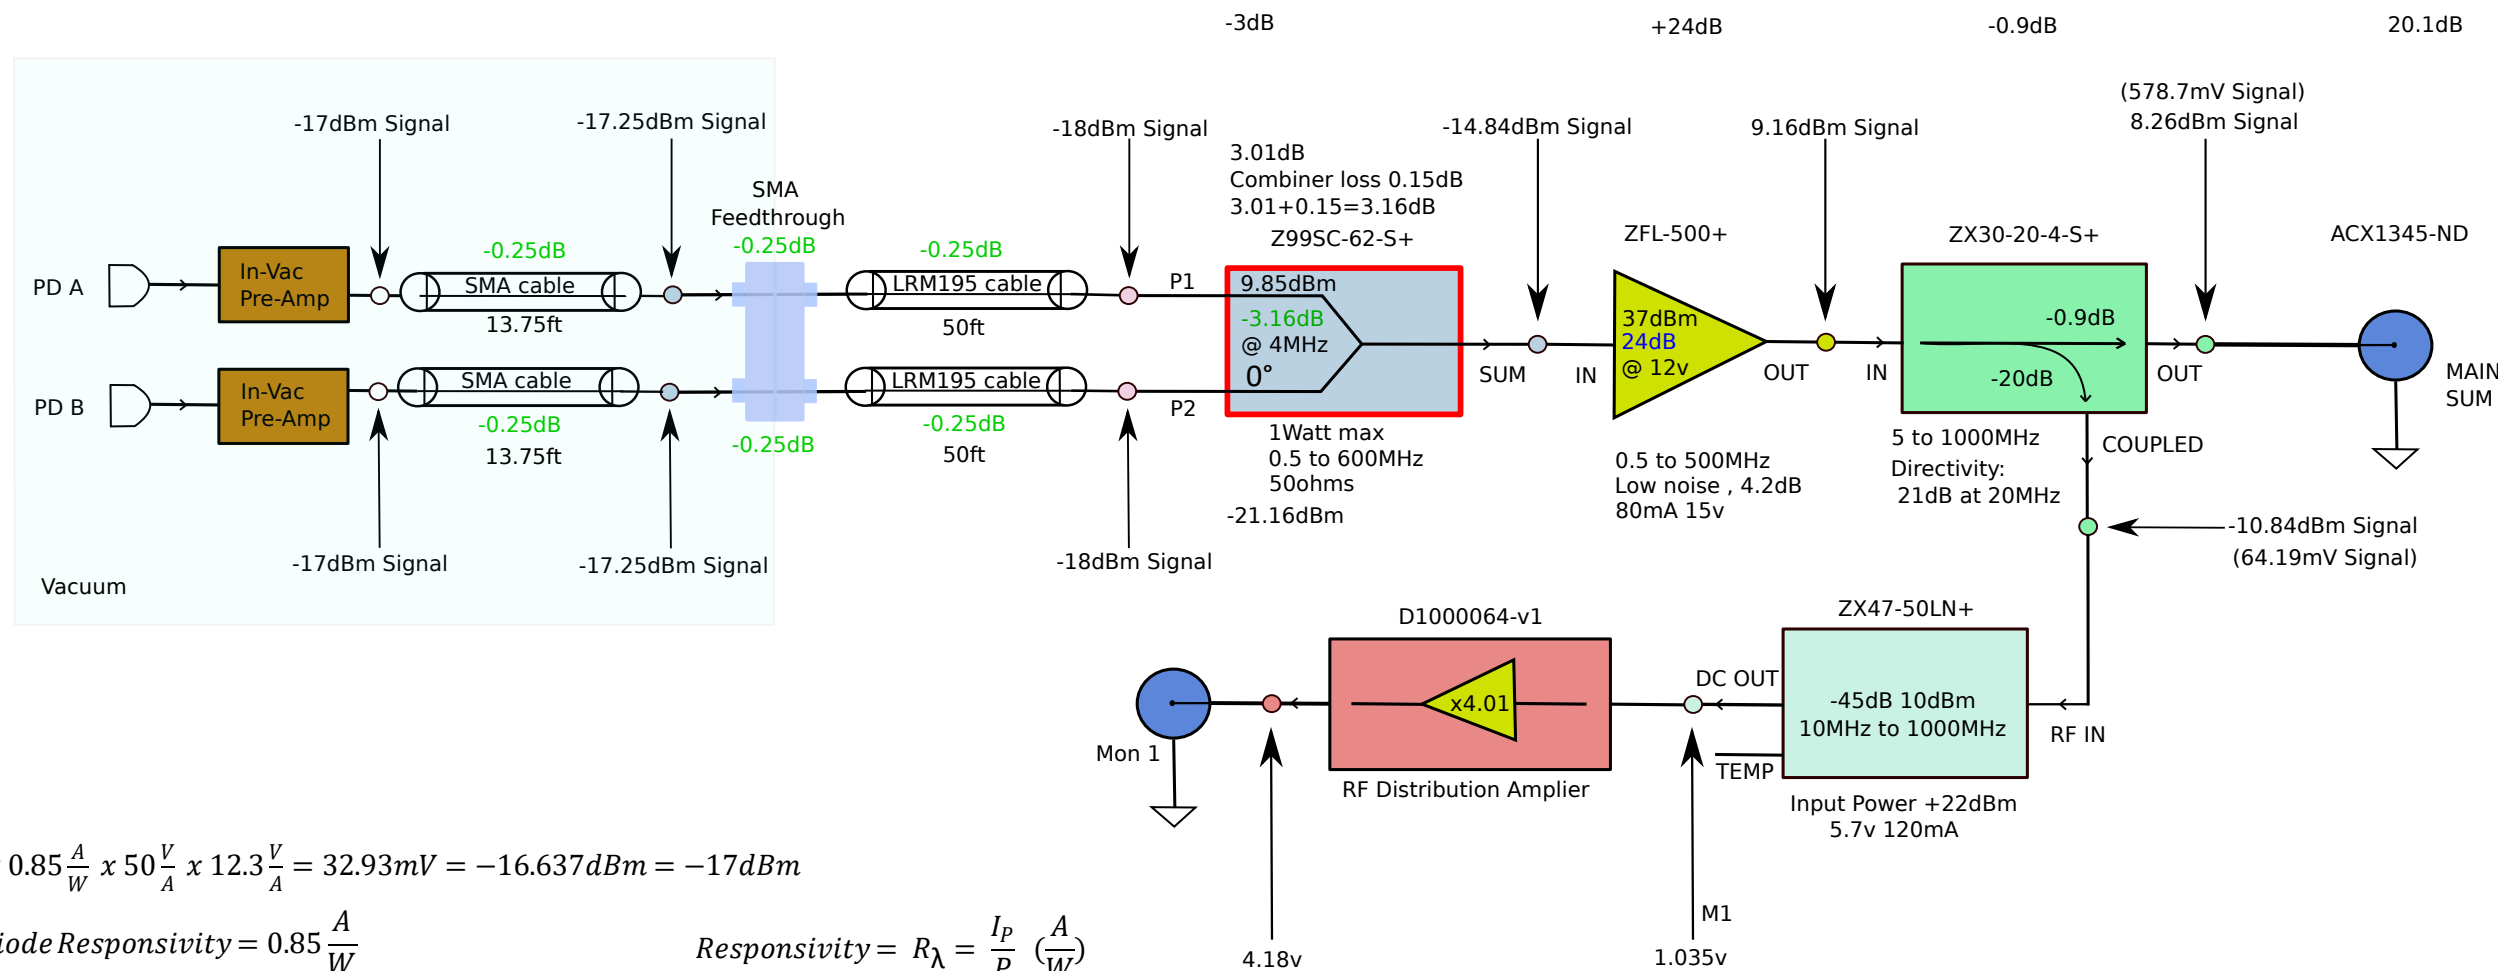 -3dB
+24dB
-0.9dB
20.1dB
(578.7mV Signal)
8.26dBm Signal
-17dBm Signal
-17.25dBm Signal
-18dBm Signal
-14.84dBm Signal
9.16dBm Signal
3.01dB
Combiner loss 0.15dB
3.01+0.15=3.16dB
SMA
Feedthrough
-0.25dB
-0.25dB
-0.25dB
Z99SC-62-S+
ZFL-500+
ZX30-20-4-S+
ACX1345-ND
PD A
In-Vac
Pre-Amp
SMA cable
13.75ft
LRM195 cable
50ft
P1
9.85dBm
-3.16dB
@ 4MHz
0°
37dBm
24dB
@ 12v
-0.9dB
-20dB
SUM
IN
OUT
IN
OUT
MAIN
SUM
PD B
In-Vac
Pre-Amp
SMA cable
-0.25dB
13.75ft
-0.25dB
LRM195 cable
-0.25dB
50ft
P2
1Watt max
0.5 to 600MHz
50ohms
-21.16dBm
0.5 to 500MHz
Low noise , 4.2dB
80mA 15v
5 to 1000MHz
Directivity:
21dB at 20MHz
COUPLED
-10.84dBm Signal
(64.19mV Signal)
-17dBm Signal
-17.25dBm Signal
-18dBm Signal
Vacuum
D1000064-v1
ZX47-50LN+
Mon 1
x4.01
RF Distribution Amplier
DC OUT
TEMP
-45dB 10dBm
10MHz to 1000MHz
RF IN
Input Power +22dBm
5.7v 120mA
M1
4.18v
1.035v
0.85 A/W x 50 V/A x 12.3 V/A = 32.93mV = −16.637dBm = −17dBm
iode Responsivity = 0.85 A/W
Responsivity = R_λ = I_P/P (A/W)